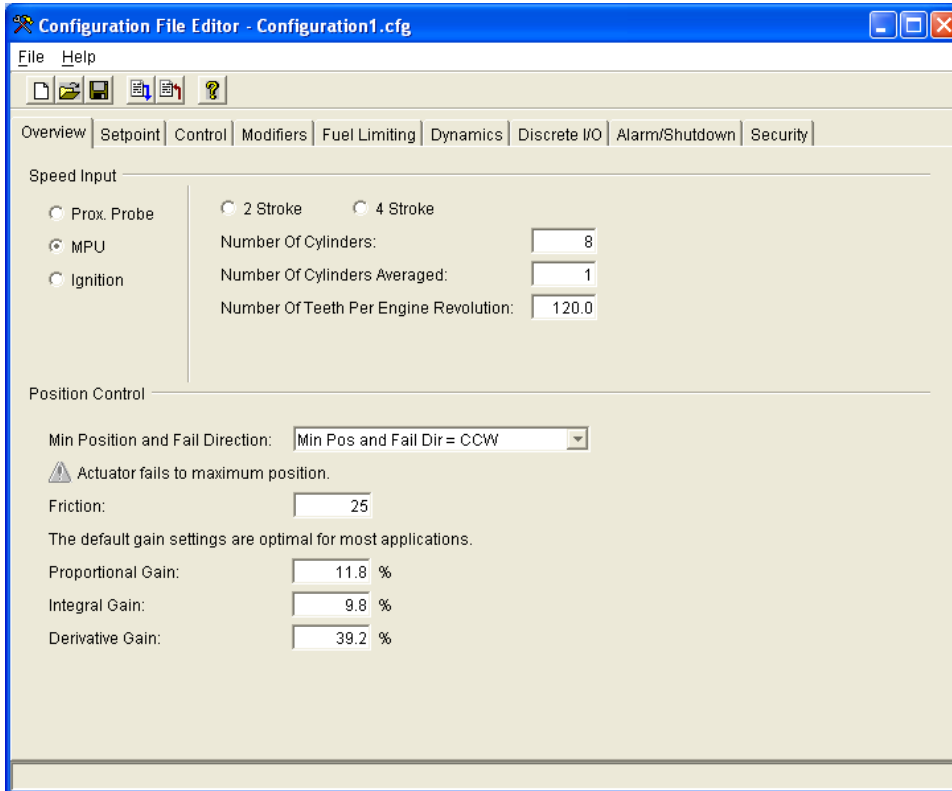 Configuration File Editor - Configuration1.cfg
File Help
Overview Setpoint Control Modifiers Fuel Limiting Dynamics Discrete I/O Alarm/Shutdown Security
Speed Input
Prox. Probe
MPU
Ignition
2 Stroke 4 Stroke
Number Of Cylinders: 8
Number Of Cylinders Averaged: 1
Number Of Teeth Per Engine Revolution: 120.0
Position Control
Min Position and Fail Direction: Min Pos and Fail Dir = CCW
Actuator fails to maximum position.
Friction: 25
The default gain settings are optimal for most applications.
Proportional Gain: 11.8 %
Integral Gain: 9.8 %
Derivative Gain: 39.2 %